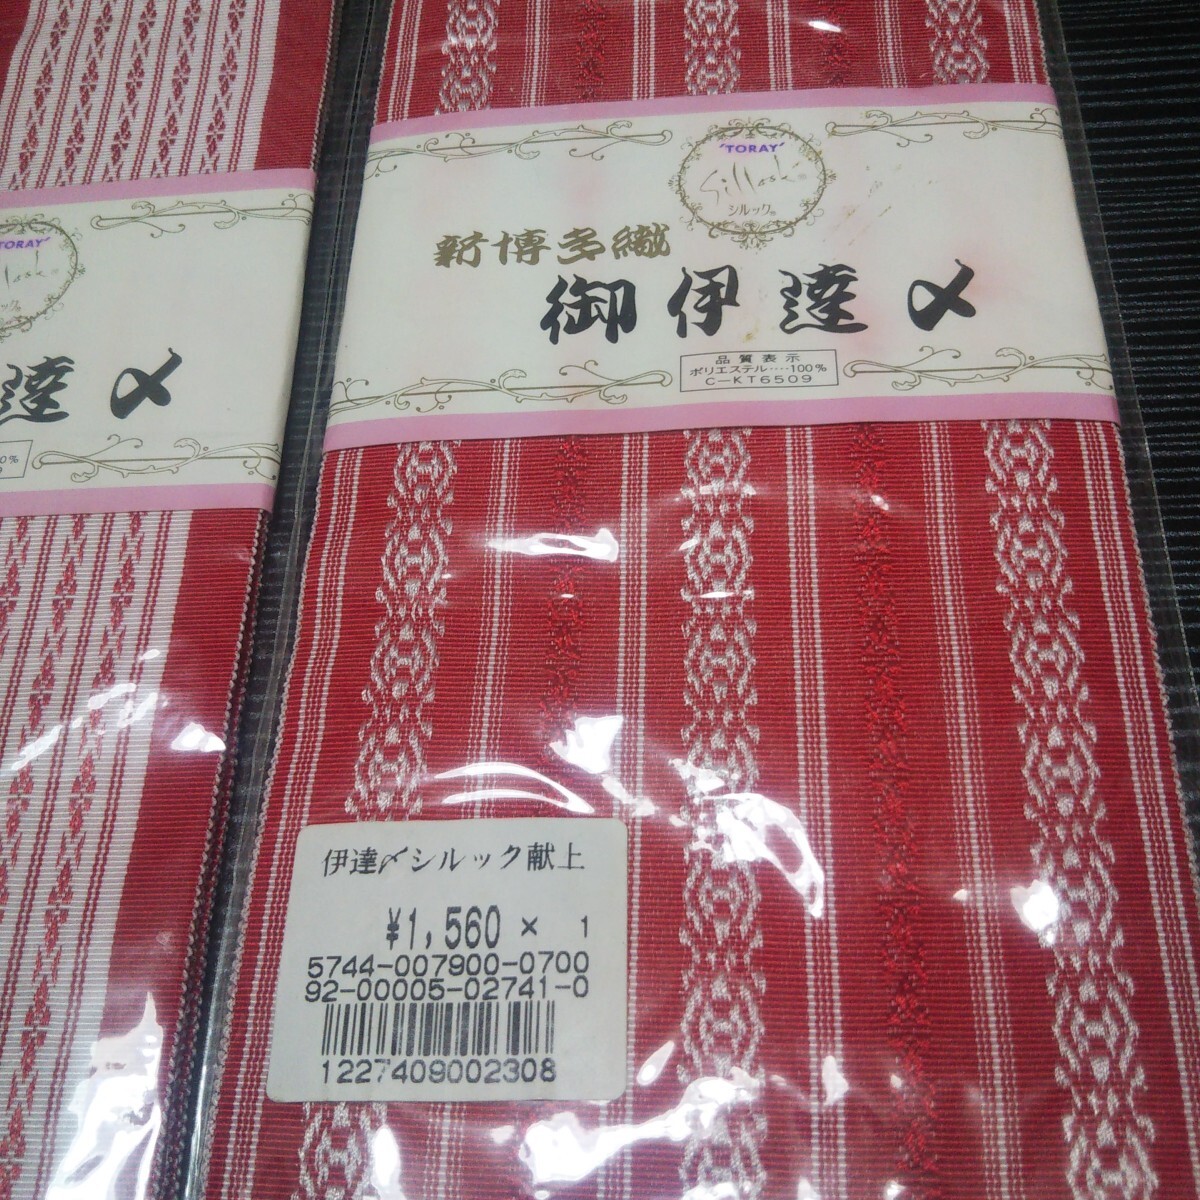 TORAY
達〆
'TORAY'
Sillook®
シルック®
新博多織
御伊達〆
品質表示
ポリエステル‥‥100%
C-KT6509
伊達〆シルック献上
¥1,560 × 1
5744-007900-0700
92-00005-02741-0
1227409002308